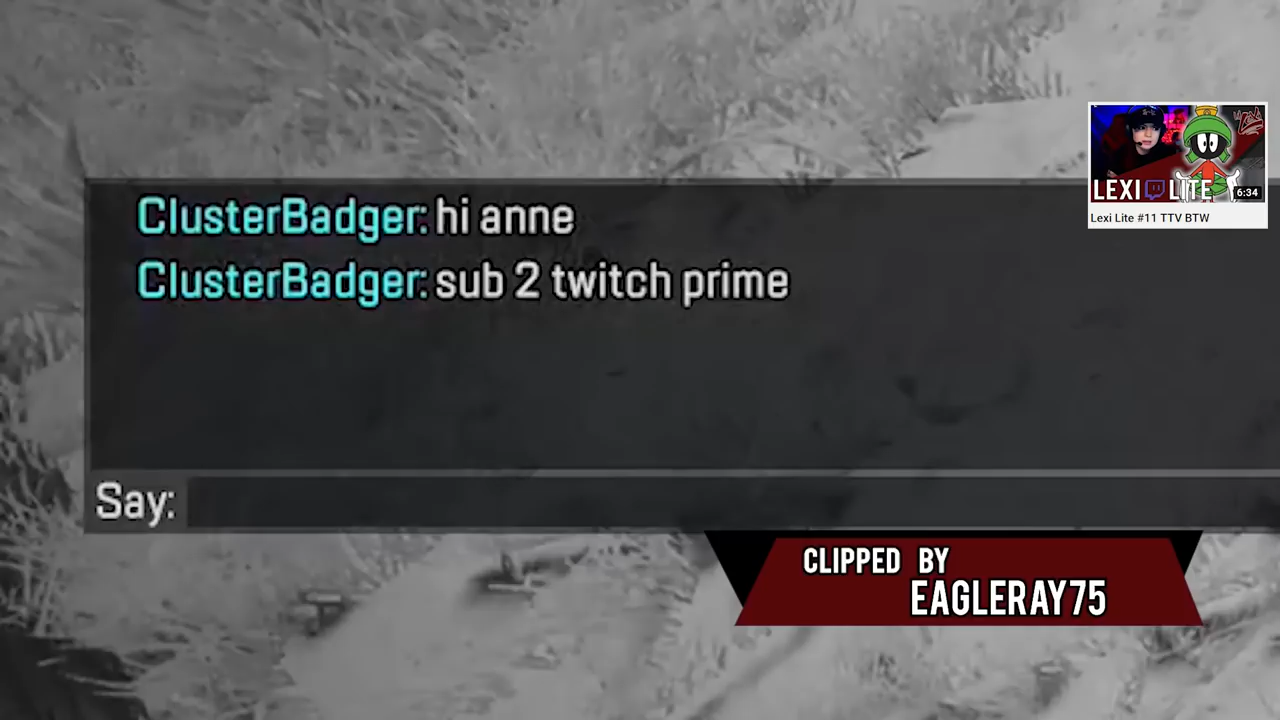 ClusterBadger: hi anne
ClusterBadger: sub 2 twitch prime
Say:
LEXI LITE
6:34
Lexi Lite #11 TTV BTW
CLIPPED BY
EAGLERAY75